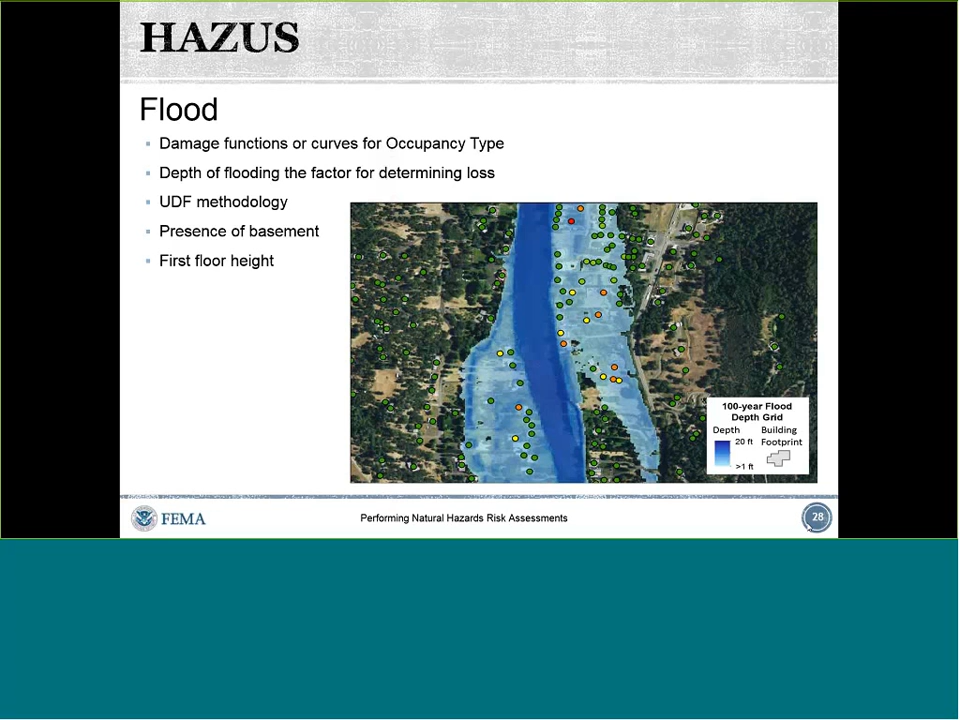 HAZUS
Flood
Damage functions or curves for Occupancy Type
Depth of flooding the factor for determining loss
UDF methodology
Presence of basement
First floor height
100-year Flood
Depth Grid
Depth Building
20 ft Footprint
>1 ft
FEMA
Performing Natural Hazards Risk Assessments
28